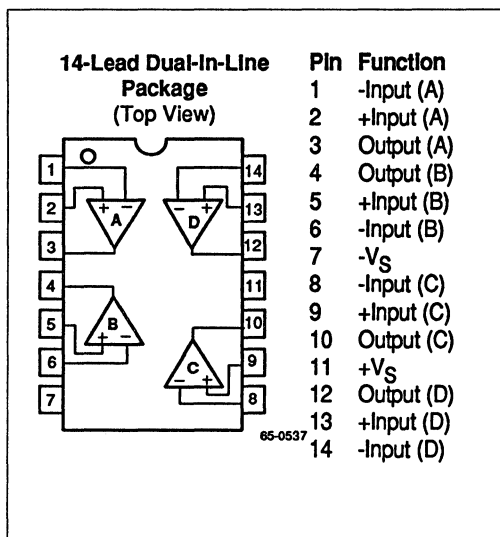 14-Lead Dual-In-Line
Package
(Top View)
1
2
3
4
5
6
7
14
13
12
11
10
9
8
+ −
A
− +
D
B
+ −
C
− +
65-0537
Pin Function
1 -Input (A)
2 +Input (A)
3 Output (A)
4 Output (B)
5 +Input (B)
6 -Input (B)
7 -VS
8 -Input (C)
9 +Input (C)
10 Output (C)
11 +VS
12 Output (D)
13 +Input (D)
14 -Input (D)